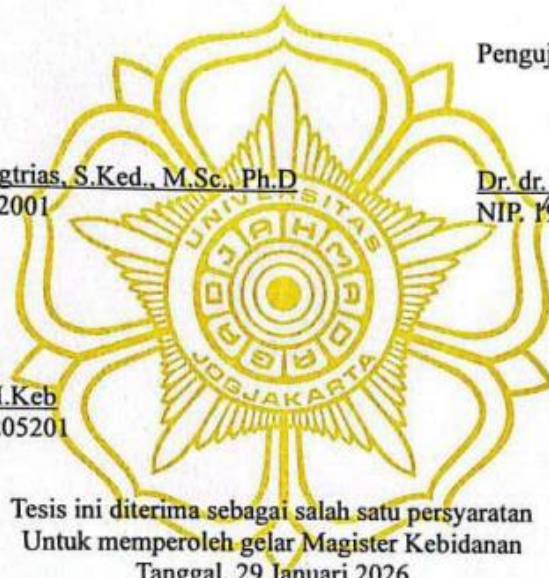 Penguj
gtrias, S.Ked., M.Sc., Ph.D
Dr. dr.
2001
NIP. 1
UNIVERSITAS
GADJAH MADA
JOGJAKARTA
I.Keb
205201
Tesis ini diterima sebagai salah satu persyaratan
Untuk memperoleh gelar Magister Kebidanan
Tanggal, 29 Januari 2026